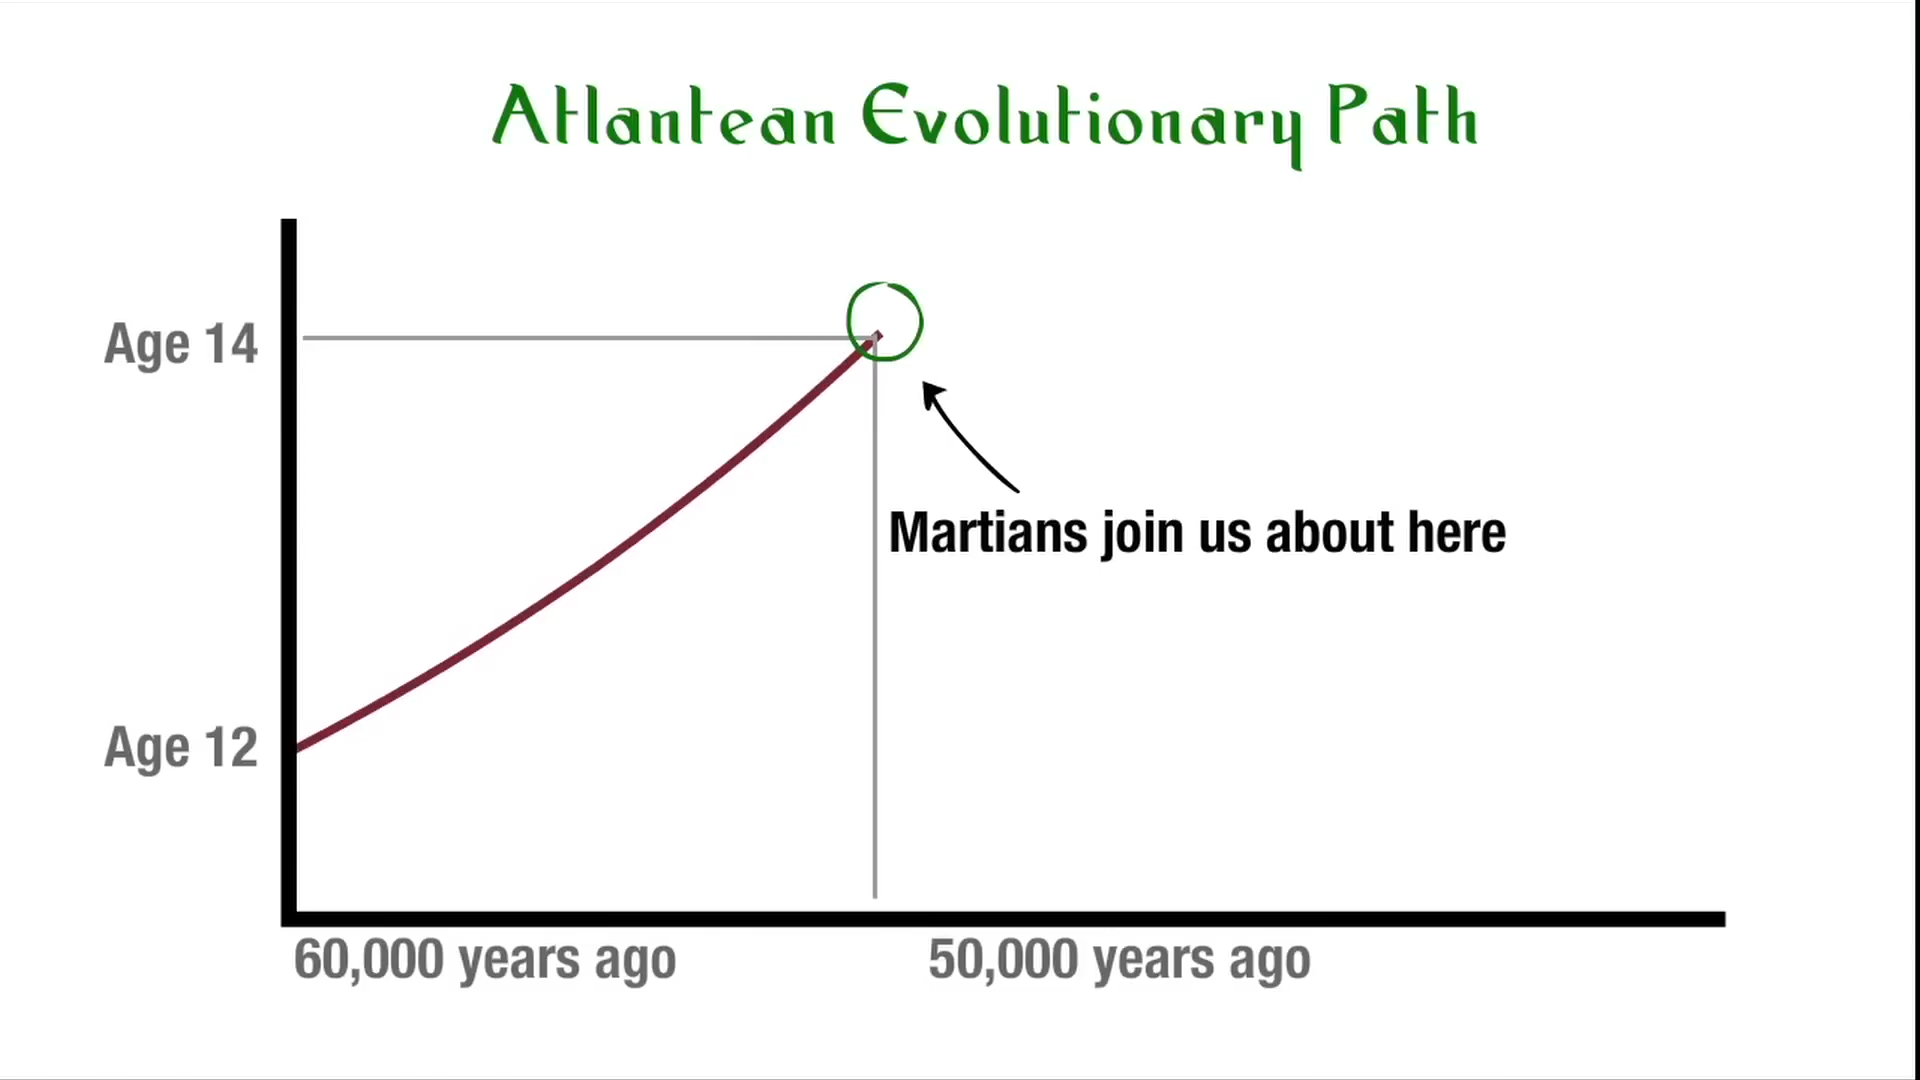 Atlantean Evolutionary Path
Age 14
Martians join us about here
Age 12
60,000 years ago
50,000 years ago